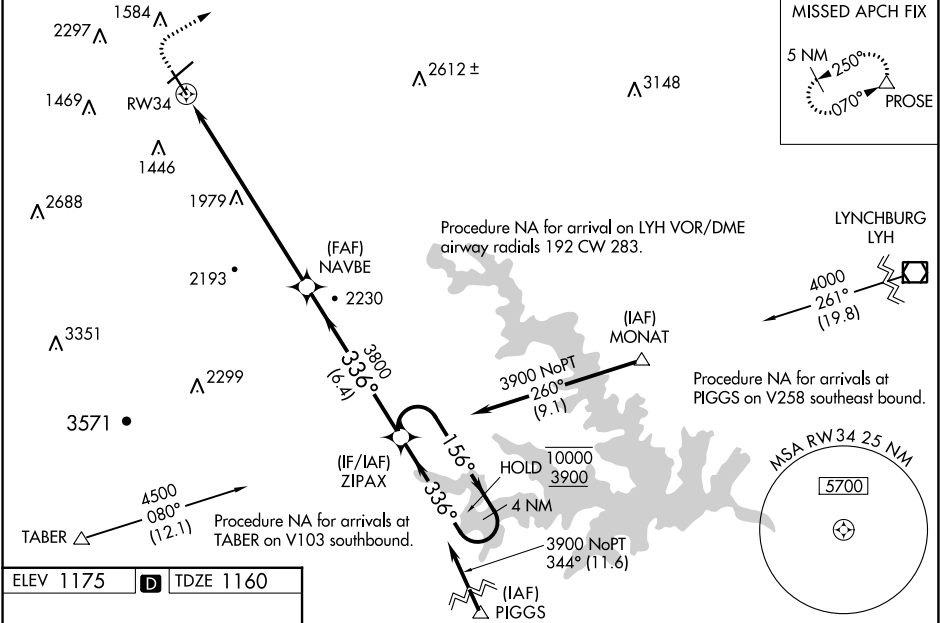 1584
2297
MISSED APCH FIX
5 NM
250°
070°
PROSE
2612 ±
3148
1469
RW34
1446
2688
1979
Procedure NA for arrival on LYH VOR/DME
airway radials 192 CW 283.
LYNCHBURG
LYH
(FAF)
NAVBE
2193
2230
4000
261°
(19.8)
3351
(IAF)
MONAT
3800
336°
(6.4)
3900 NoPT
260°
(9.1)
2299
Procedure NA for arrivals at
PIGGS on V258 southeast bound.
3571
(IF/IAF)
ZIPAX
156°
336°
HOLD
10000
3900
4 NM
MSA RW34 25 NM
5700
4500
080°
(12.1)
TABER
Procedure NA for arrivals at
TABER on V103 southbound.
3900 NoPT
344° (11.6)
(IAF)
PIGGS
ELEV 1175
D
TDZE 1160